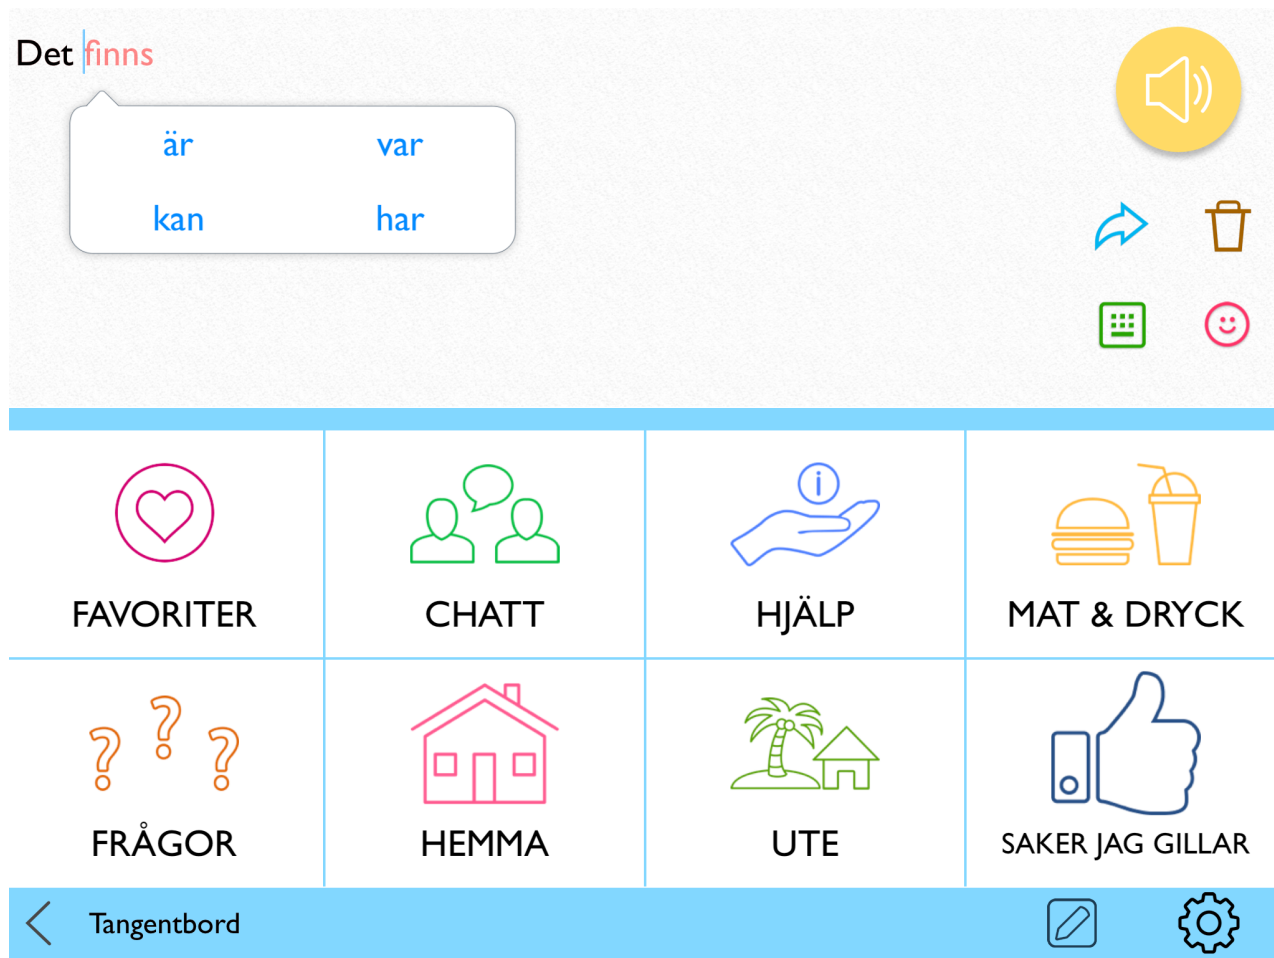 Det finns
är var
kan har
FAVORITER CHATT HJÄLP MAT & DRYCK
FRÅGOR HEMMA UTE SAKER JAG GILLAR
Tangentbord